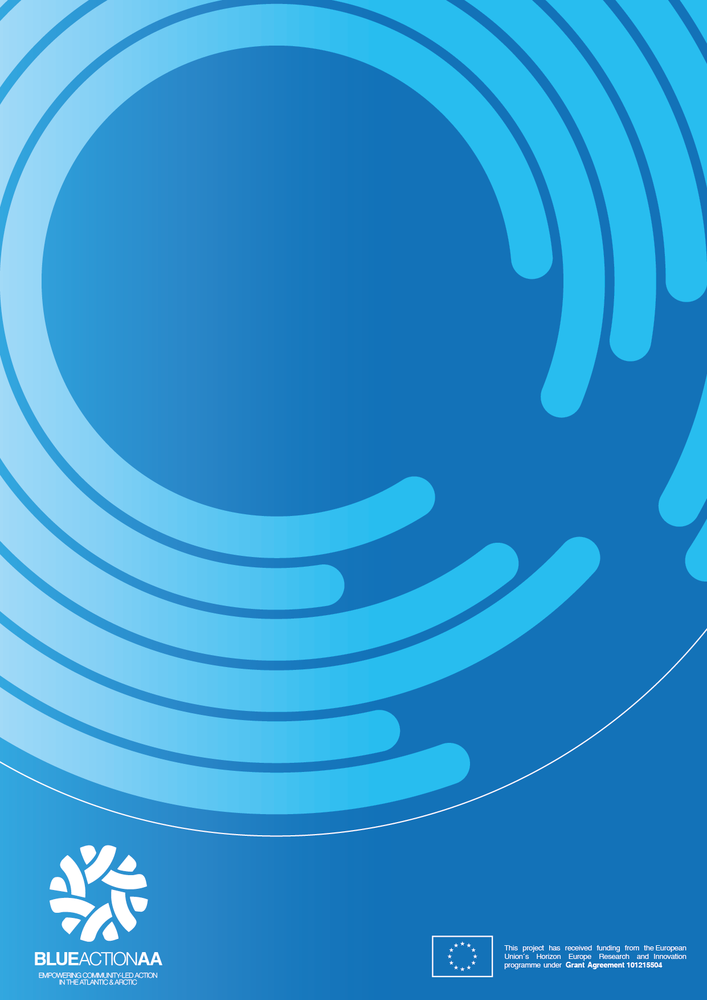 BLUEACTIONAA
EMPOWERING COMMUNITY-LED ACTION
IN THE ATLANTIC & ARCTIC
This project has received funding from the European
Union´s Horizon Europe Research and Innovation
programme under Grant Agreement 101215504